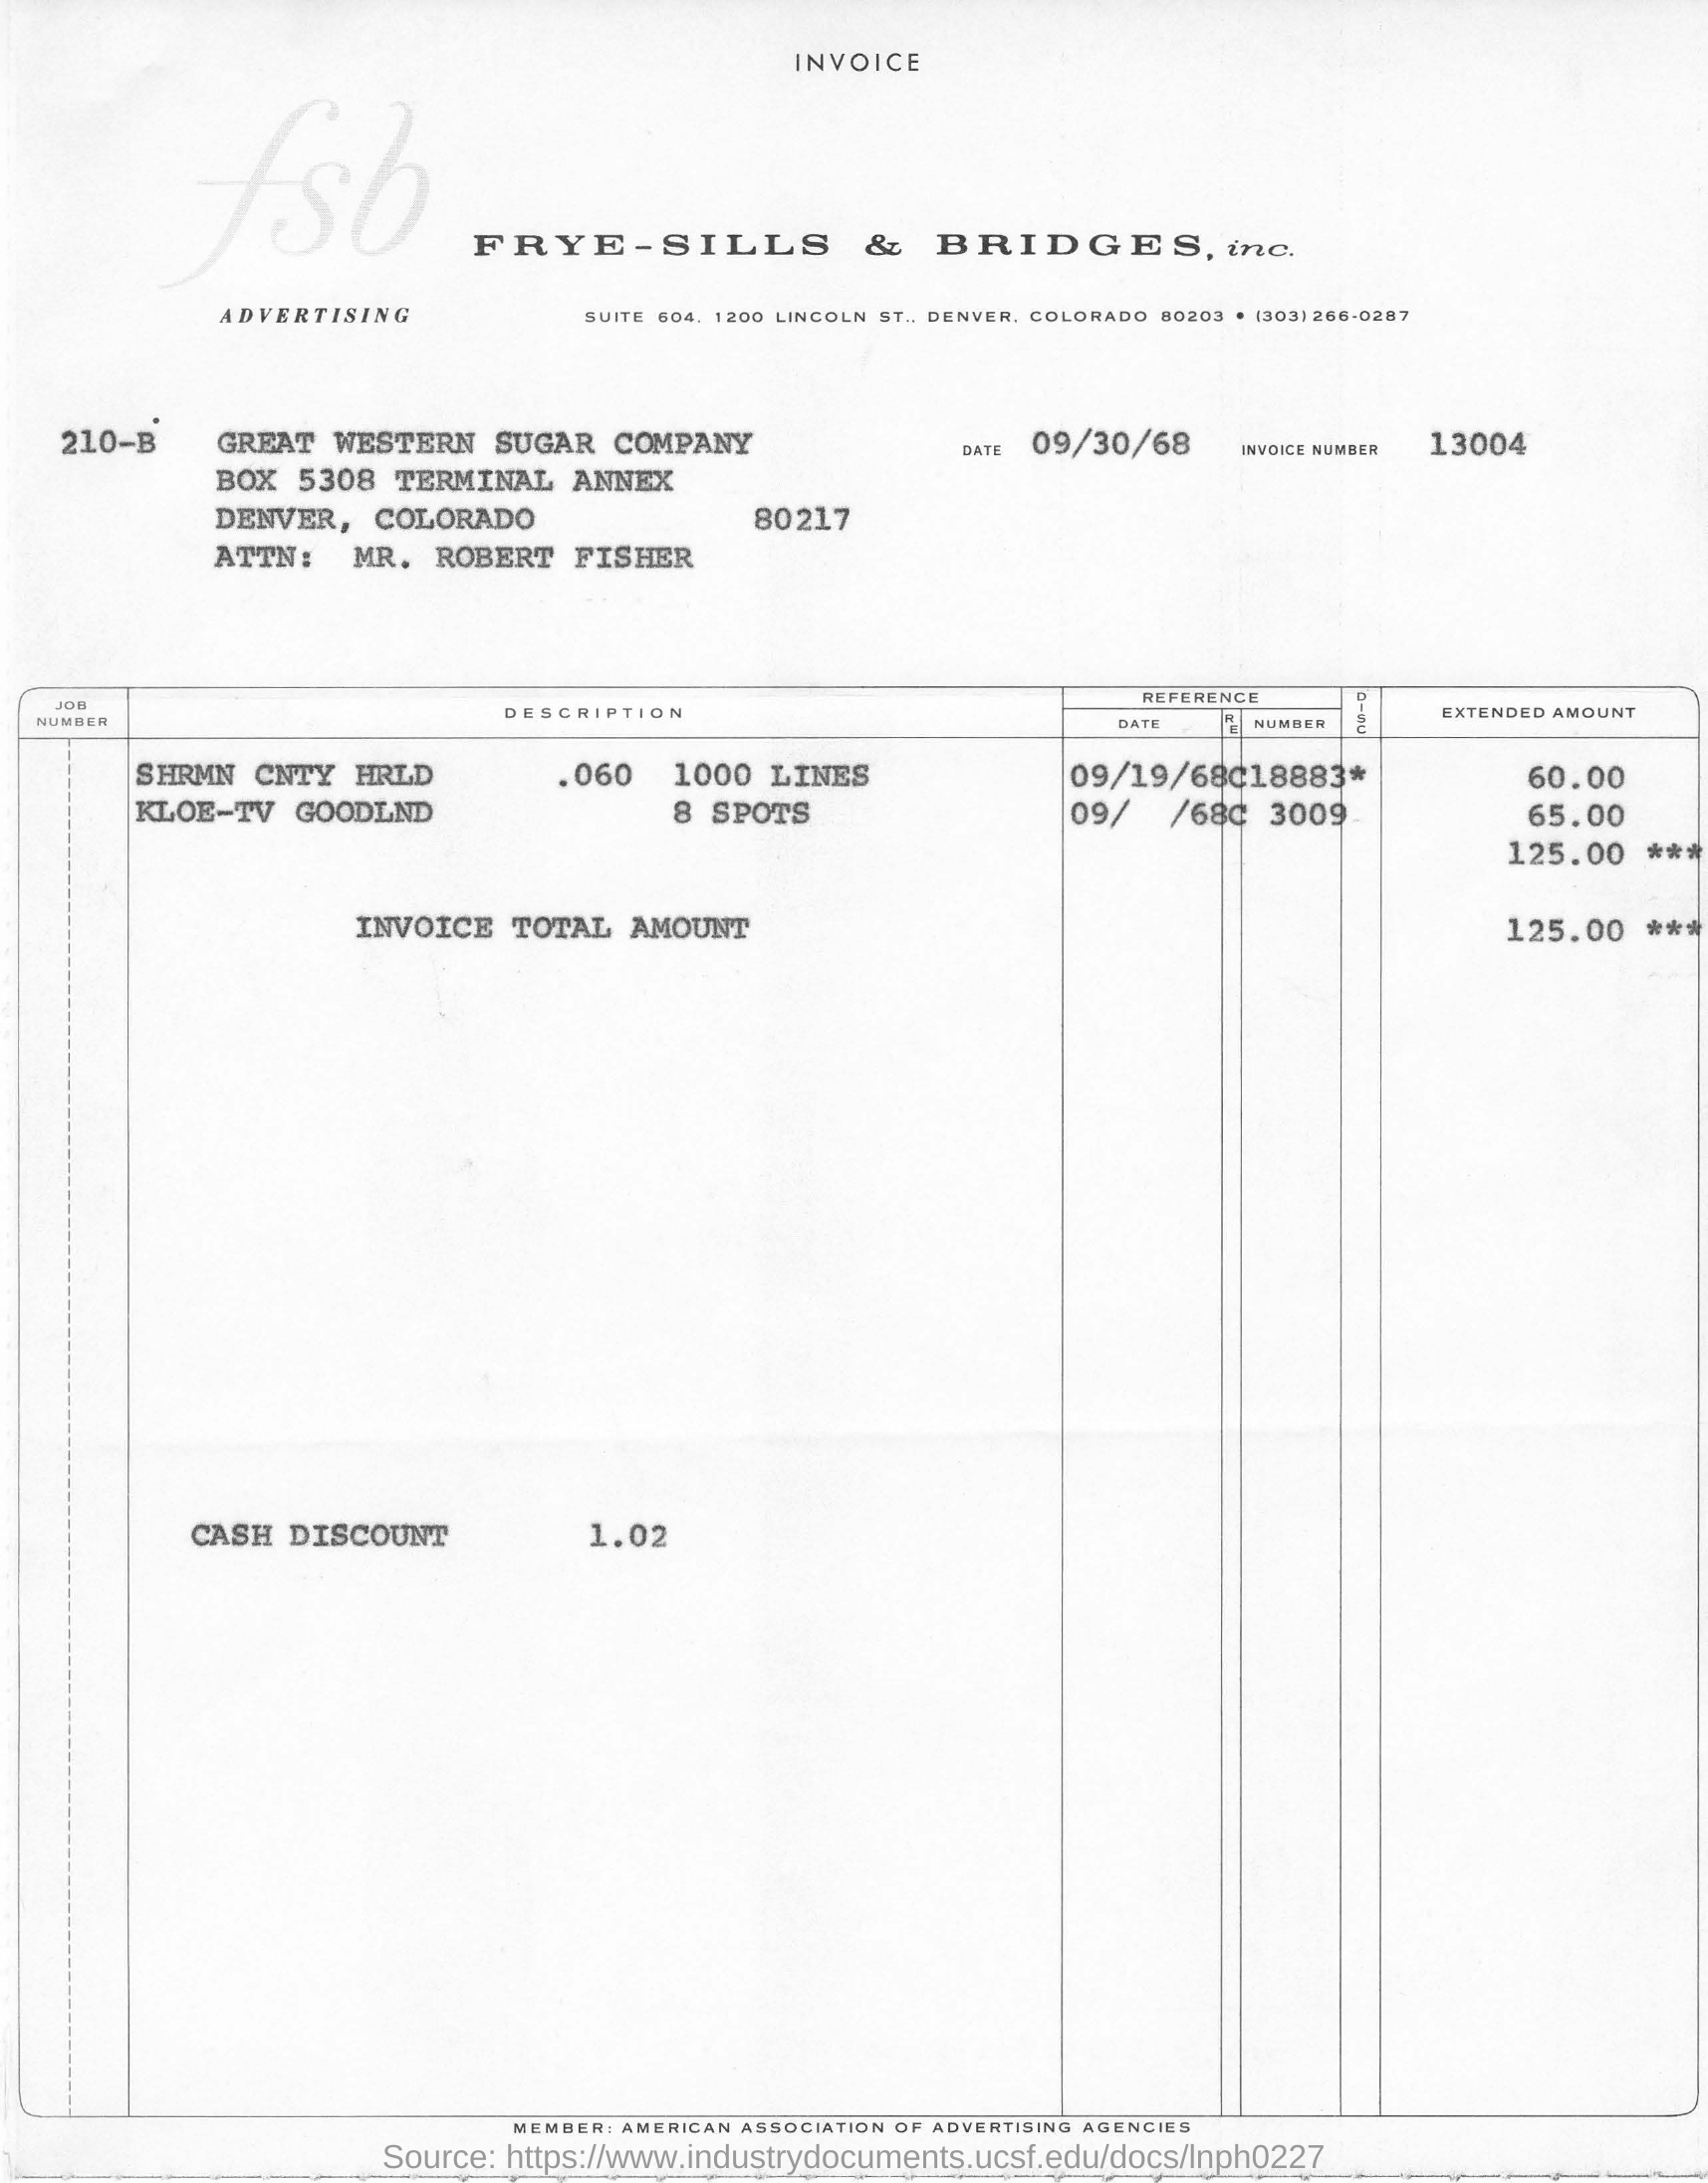 INVOICE
fsb
FRYE-SILLS & BRIDGES, inc.
ADVERTISING SUITE 604, 1200 LINCOLN ST., DENVER, COLORADO 80203 • (303) 266-0287
210-B GREAT WESTERN SUGAR COMPANY DATE 09/30/68 INVOICE NUMBER 13004
BOX 5308 TERMINAL ANNEX
DENVER, COLORADO 80217
ATTN: MR. ROBERT FISHER
JOB NUMBER DESCRIPTION REFERENCE DATE RE NUMBER DISC EXTENDED AMOUNT
SHRMN CNTY HRLD .060 1000 LINES 09/19/68C18883* 60.00
KLOE-TV GOODLND 8 SPOTS 09/ /68C 3009 65.00
125.00 ***
INVOICE TOTAL AMOUNT 125.00 ***
CASH DISCOUNT 1.02
MEMBER: AMERICAN ASSOCIATION OF ADVERTISING AGENCIES
Source: https://www.industrydocuments.ucsf.edu/docs/lnph0227